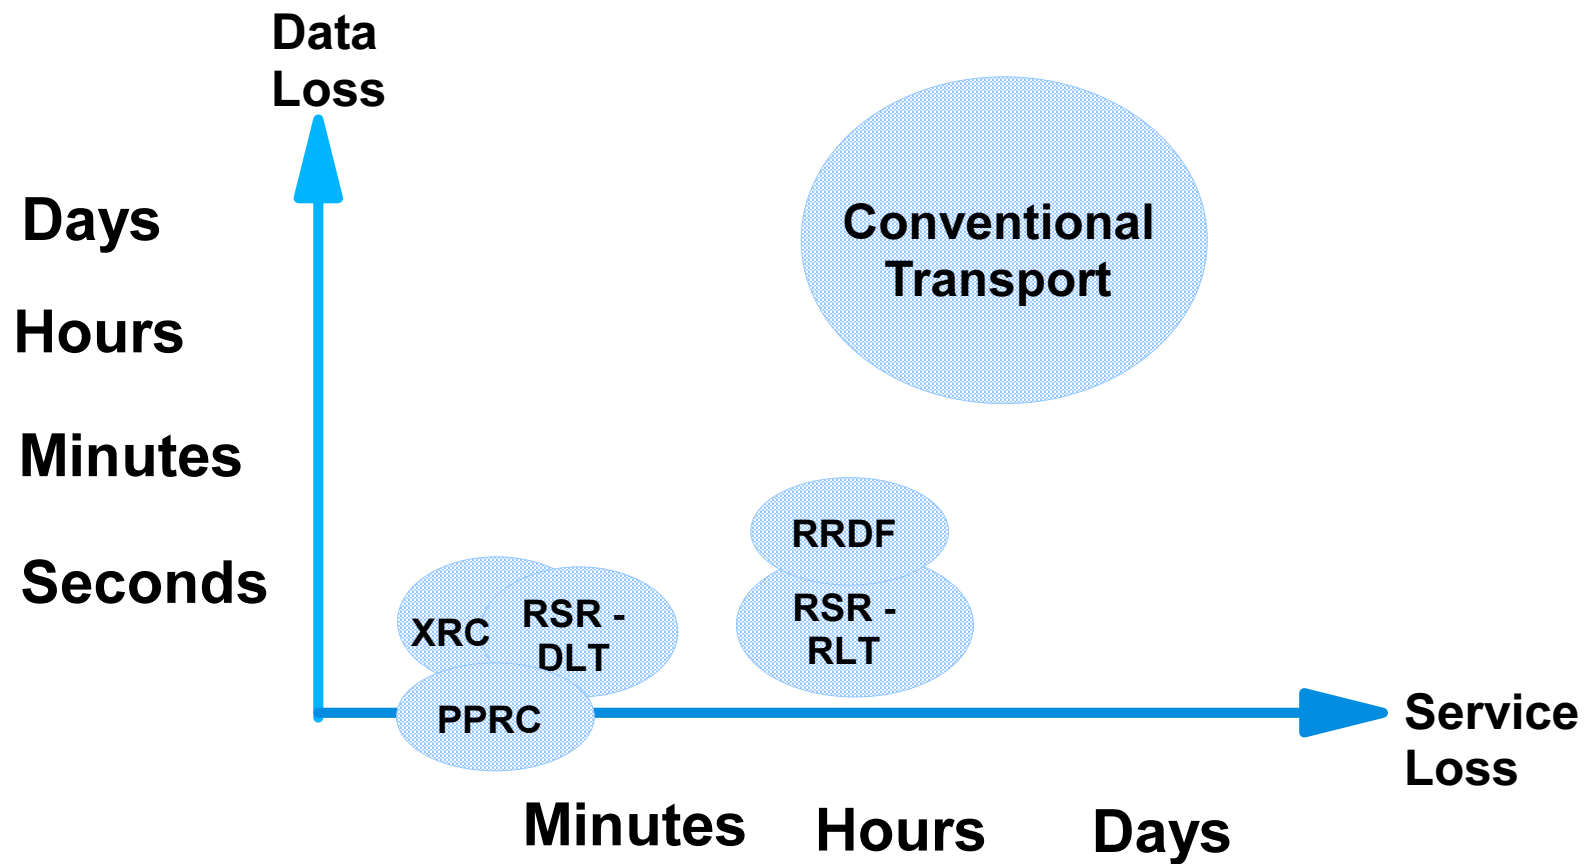 Data
Loss
Days
Conventional
Transport
Hours
Minutes
RRDF
Seconds
XRC
RSR -
DLT
RSR -
RLT
PPRC
Service
Loss
Minutes
Hours
Days